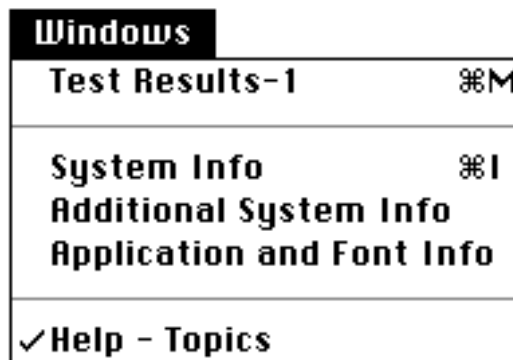 Windows
Test Results-1 ⌘M
System Info ⌘I
Additional System Info
Application and Font Info
✓Help - Topics